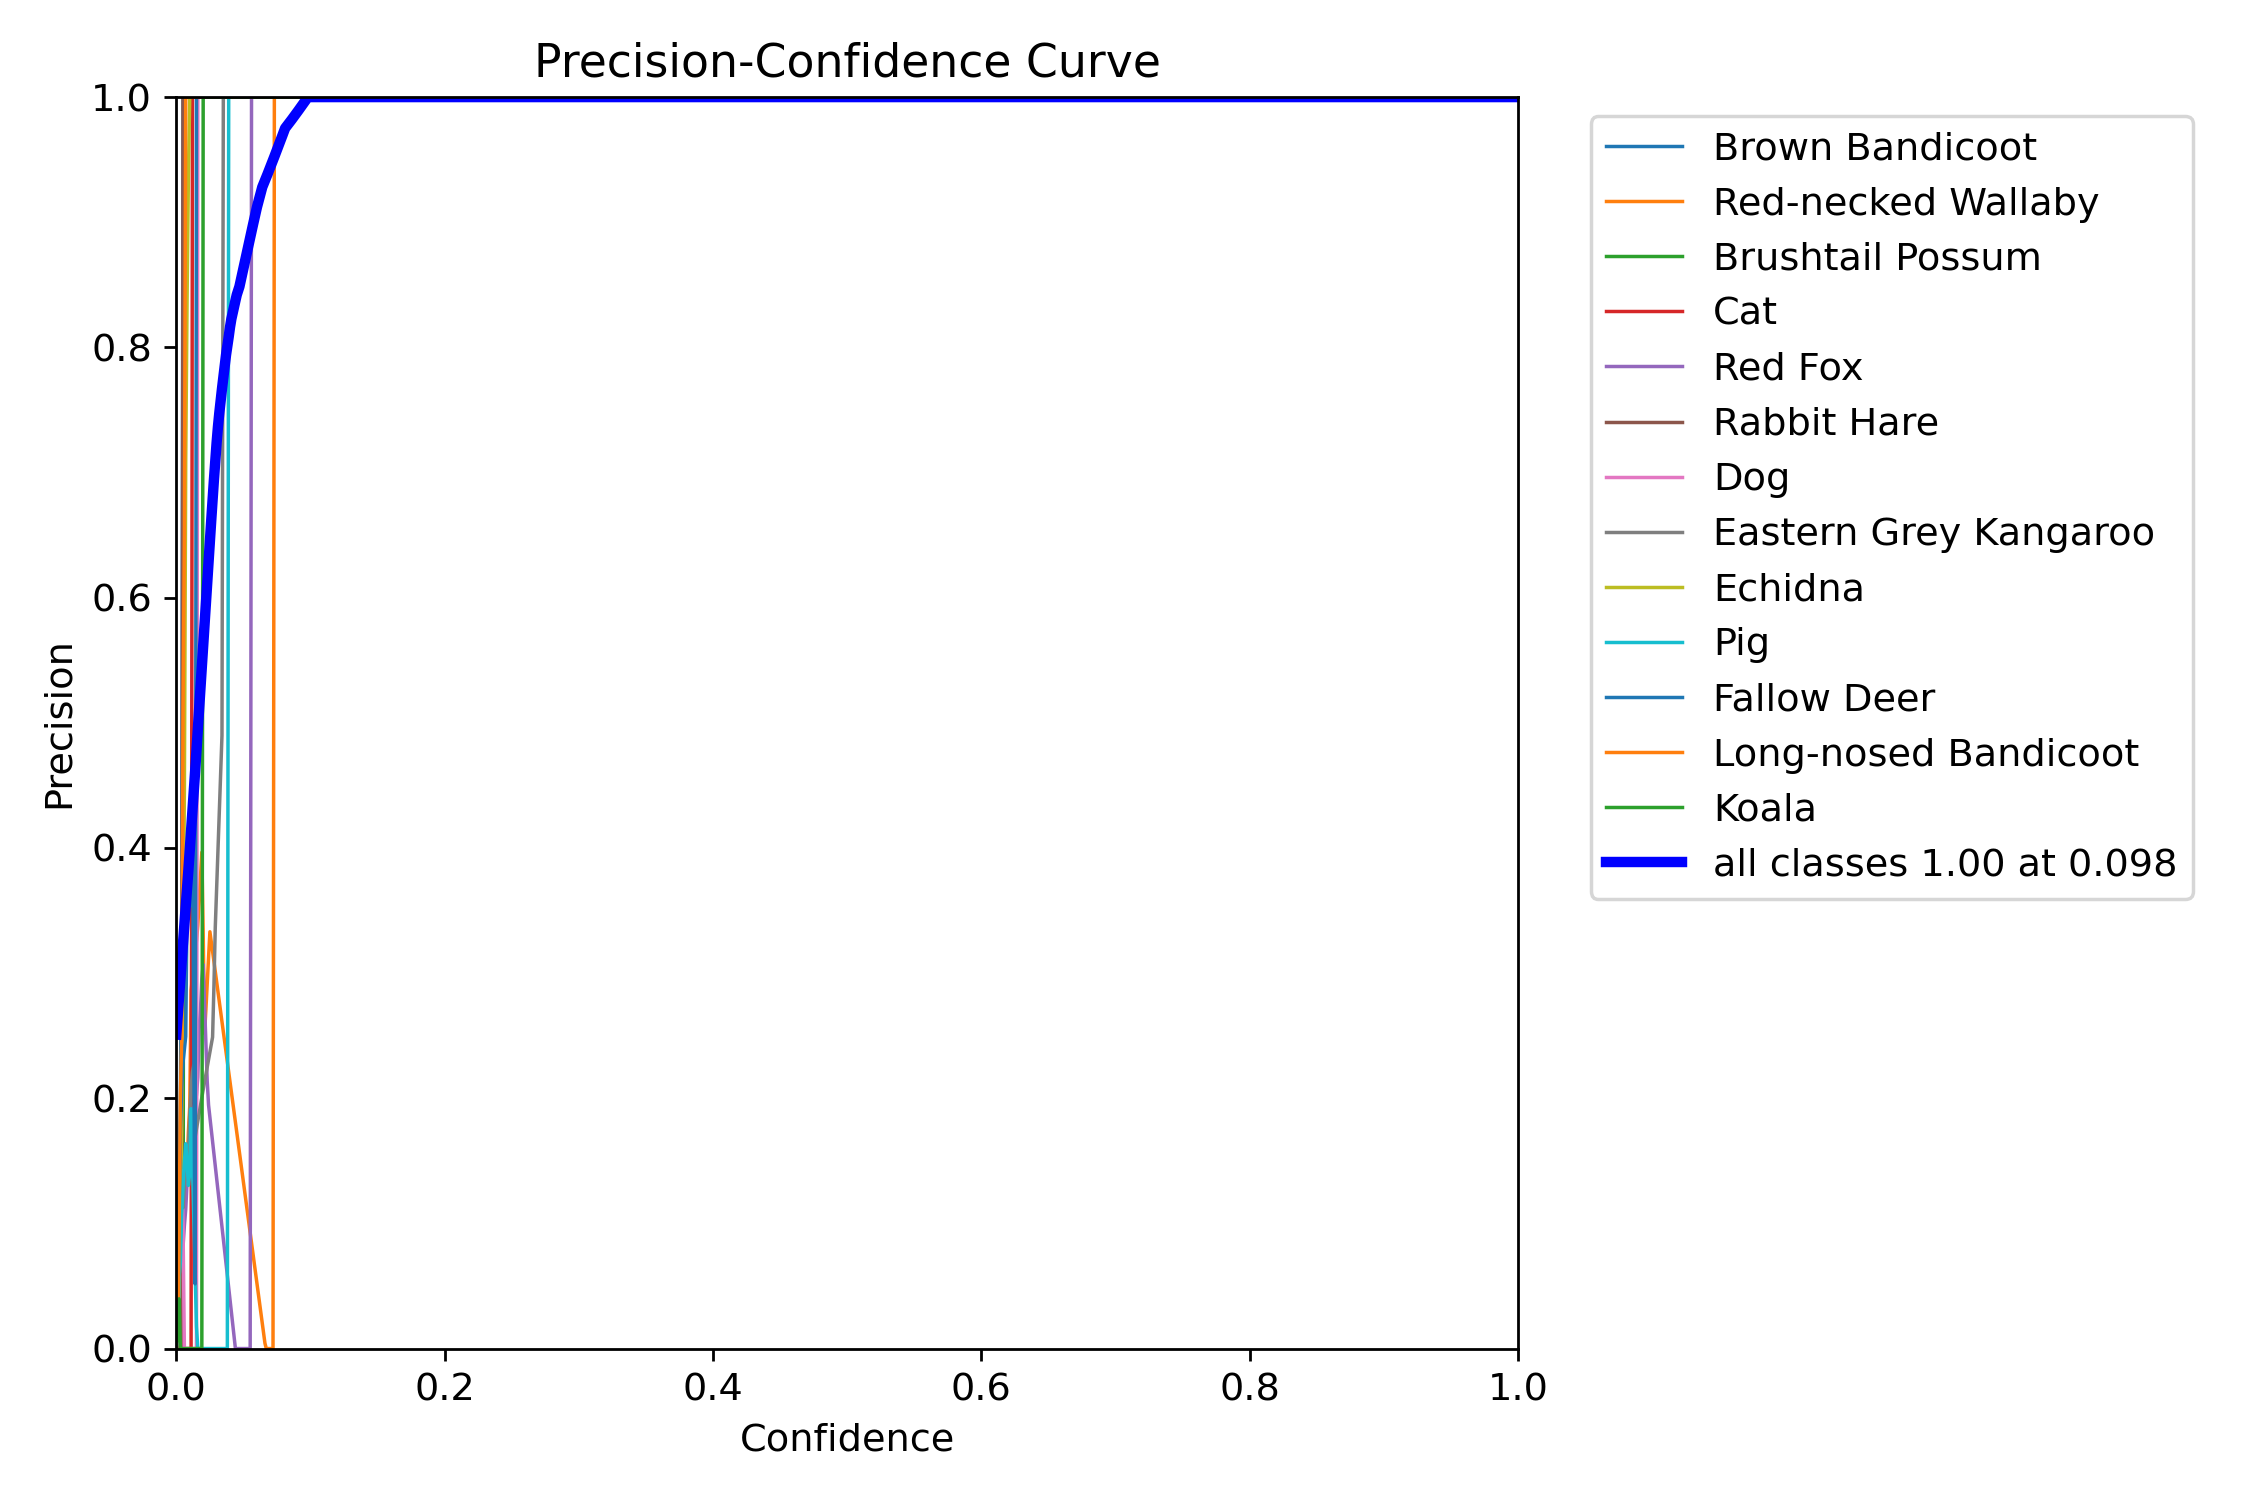 Precision-Confidence Curve
1.0
0.8
0.6
0.4
0.2
0.0
Precision
0.0 0.2 0.4 0.6 0.8 1.0
Confidence
Brown Bandicoot
Red-necked Wallaby
Brushtail Possum
Cat
Red Fox
Rabbit Hare
Dog
Eastern Grey Kangaroo
Echidna
Pig
Fallow Deer
Long-nosed Bandicoot
Koala
all classes 1.00 at 0.098